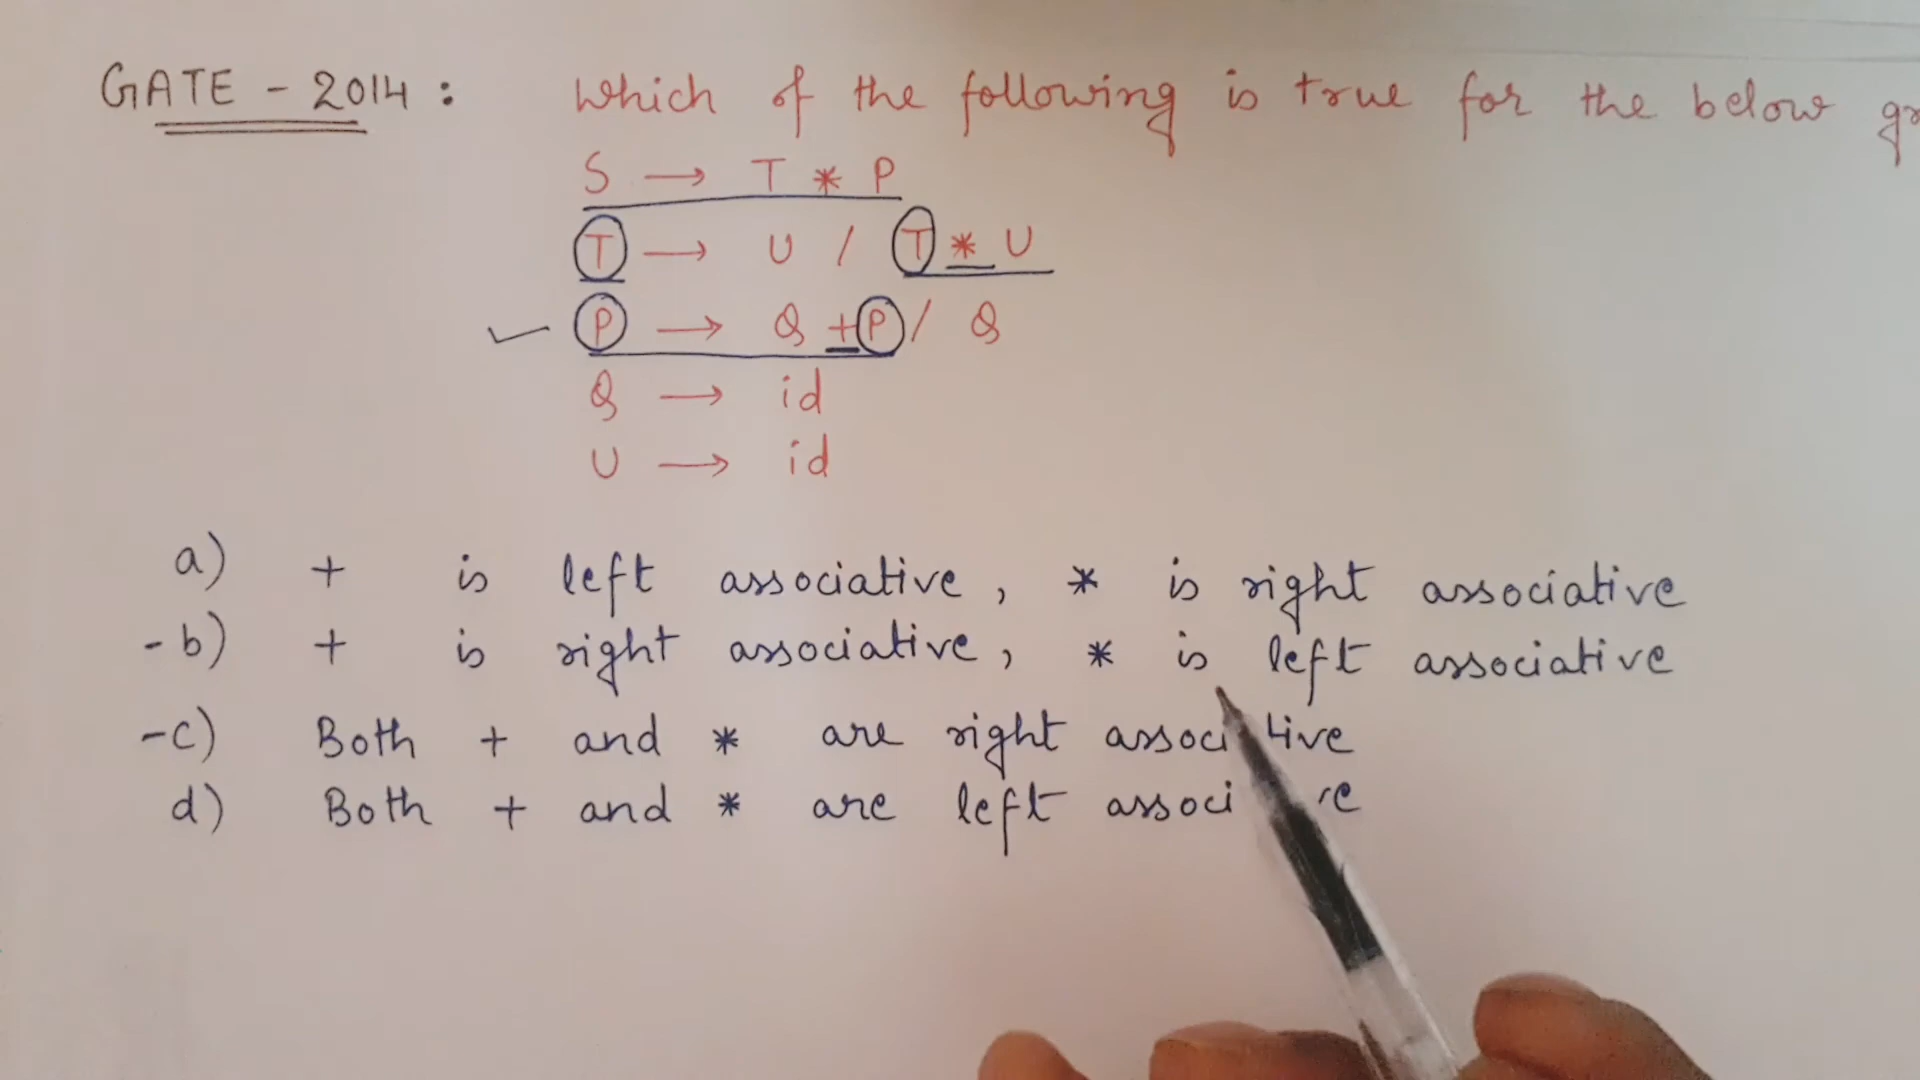 GATE - 2014 : Which of the following is true for the below
S → T * P
T → U / T * U
P → Q + P / Q
Q → id
U → id
a) + is left associative, * is right associative
- b) + is right associative, * is left associative
- c) Both + and * are right
d) Both + and * are left